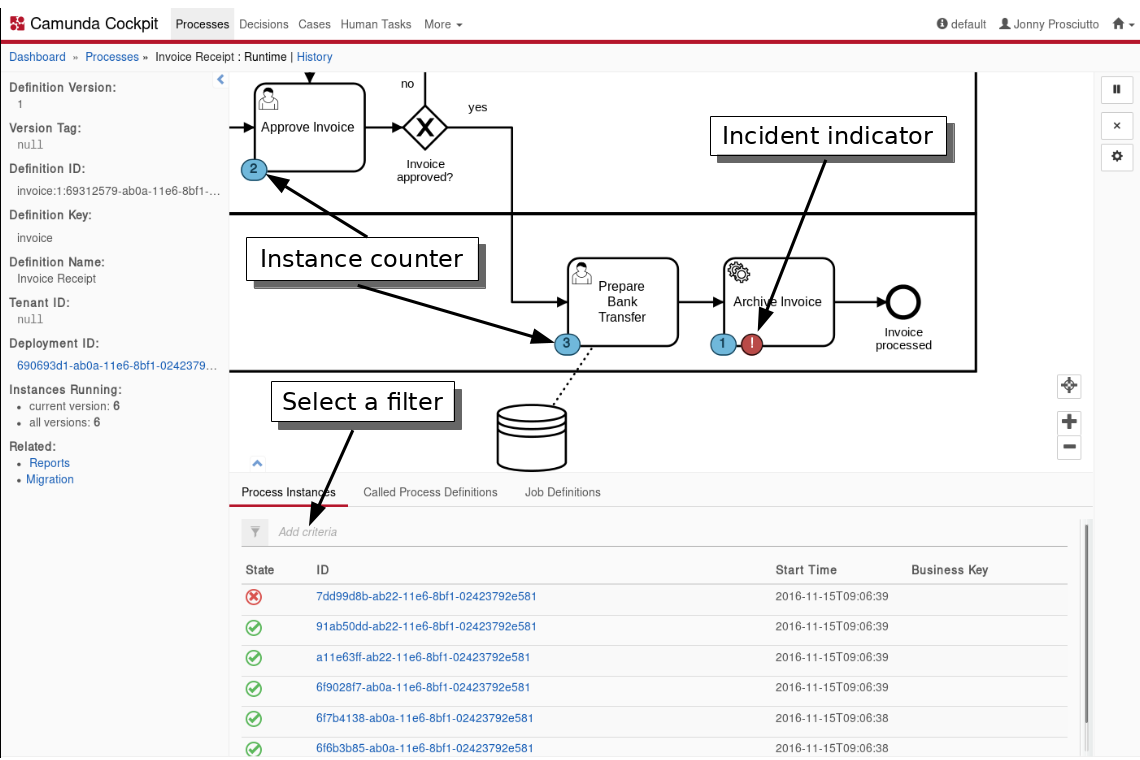 Camunda Cockpit Processes Decisions Cases Human Tasks More default Jonny Prosciutto
Dashboard » Processes » Invoice Receipt : Runtime | History
Definition Version:
1
Version Tag:
null
Definition ID:
invoice:1:69312579-ab0a-11e6-8bf1-...
Definition Key:
invoice
Definition Name:
Invoice Receipt
Tenant ID:
null
Deployment ID:
690693d1-ab0a-11e6-8bf1-0242379...
Instances Running:
current version: 6
all versions: 6
Related:
Reports
Migration
no
yes
Approve Invoice
X
Invoice
approved?
2
Incident indicator
Instance counter
Prepare
Bank
Transfer
3
Archive Invoice
1
!
Invoice
processed
Select a filter
Process Instances Called Process Definitions Job Definitions
Add criteria
State ID Start Time Business Key
7dd99d8b-ab22-11e6-8bf1-02423792e581 2016-11-15T09:06:39
91ab50dd-ab22-11e6-8bf1-02423792e581 2016-11-15T09:06:39
a11e63ff-ab22-11e6-8bf1-02423792e581 2016-11-15T09:06:39
6f9028f7-ab0a-11e6-8bf1-02423792e581 2016-11-15T09:06:39
6f7b4138-ab0a-11e6-8bf1-02423792e581 2016-11-15T09:06:38
6f6b3b85-ab0a-11e6-8bf1-02423792e581 2016-11-15T09:06:38